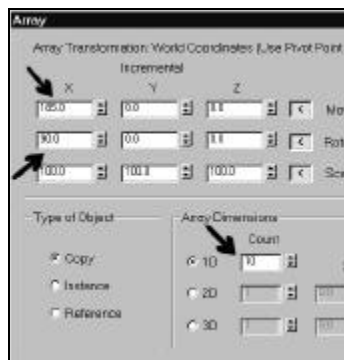 Array
Array Transformation: World Coordinates (Use Pivot Point
Incremental
X Y Z
0.0 0.0 <
90.0 0.0 0.0 <
100.0 100.0 100.0 <
Type of Object
Array Dimensions
Count
Copy
1D 10
Instance
2D 1
Reference
3D 1